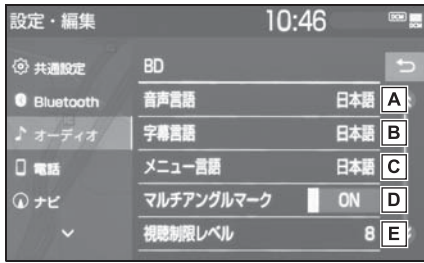 設定・編集 10:46 DCM
共通設定
Bluetooth
オーディオ
電話
ナビ
BD
音声言語 日本語 A
字幕言語 日本語 B
メニュー言語 日本語 C
マルチアングルマーク ON D
視聴制限レベル 8 E